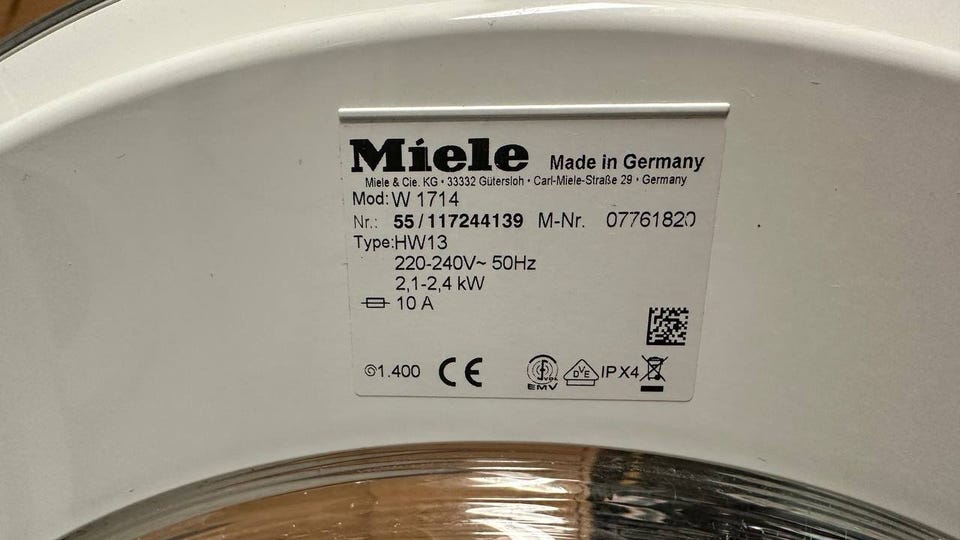 Miele Made in Germany
Miele & Cie. KG • 33332 Gütersloh • Carl-Miele-Straße 29 • Germany
Mod: W 1714
Nr.: 55/117244139 M-Nr. 07761820
Type:HW13
220-240V~ 50Hz
2,1-2,4 kW
10 A
1.400 CE EMV DVE IPX4